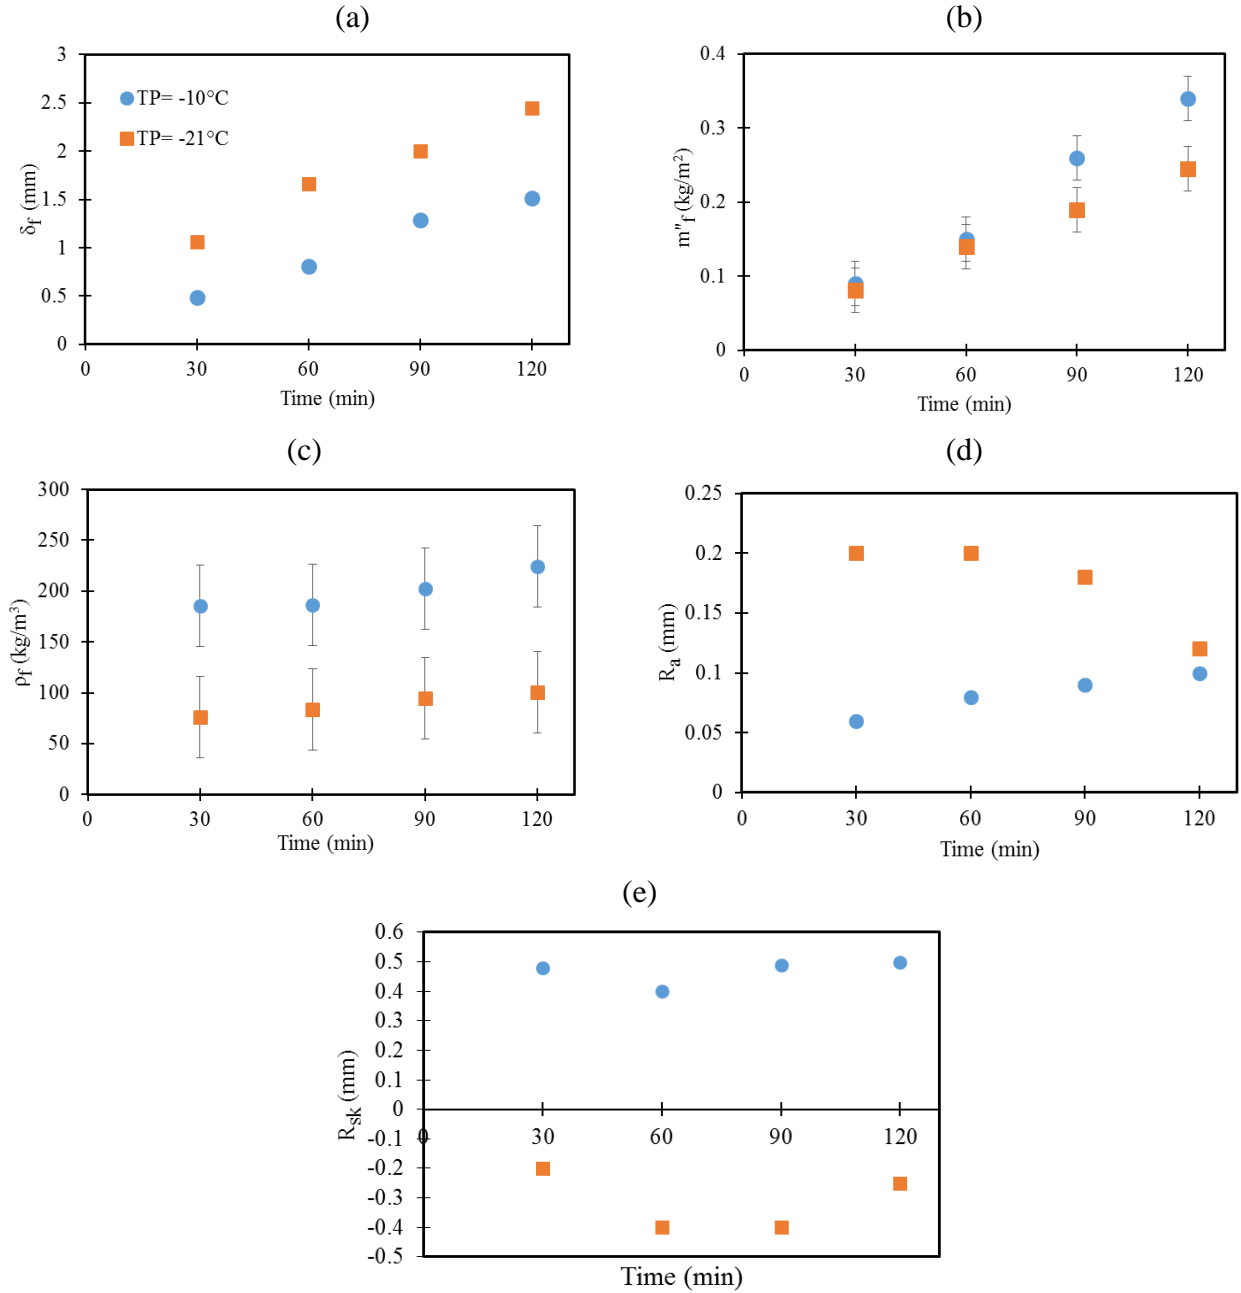 (a)
3
2.5
2
1.5
1
0.5
0
δf (mm)
TP= -10°C
TP= -21°C
0 30 60 90 120
Time (min)
(b)
0.4
0.3
0.2
0.1
0
m"f (kg/m²)
0 30 60 90 120
Time (min)
(c)
300
250
200
150
100
50
0
ρf (kg/m³)
0 30 60 90 120
Time (min)
(d)
0.25
0.2
0.15
0.1
0.05
0
Ra (mm)
0 30 60 90 120
Time (min)
(e)
0.6
0.5
0.4
0.3
0.2
0.1
0
-0.1
-0.2
-0.3
-0.4
-0.5
Rsk (mm)
0 30 60 90 120
Time (min)